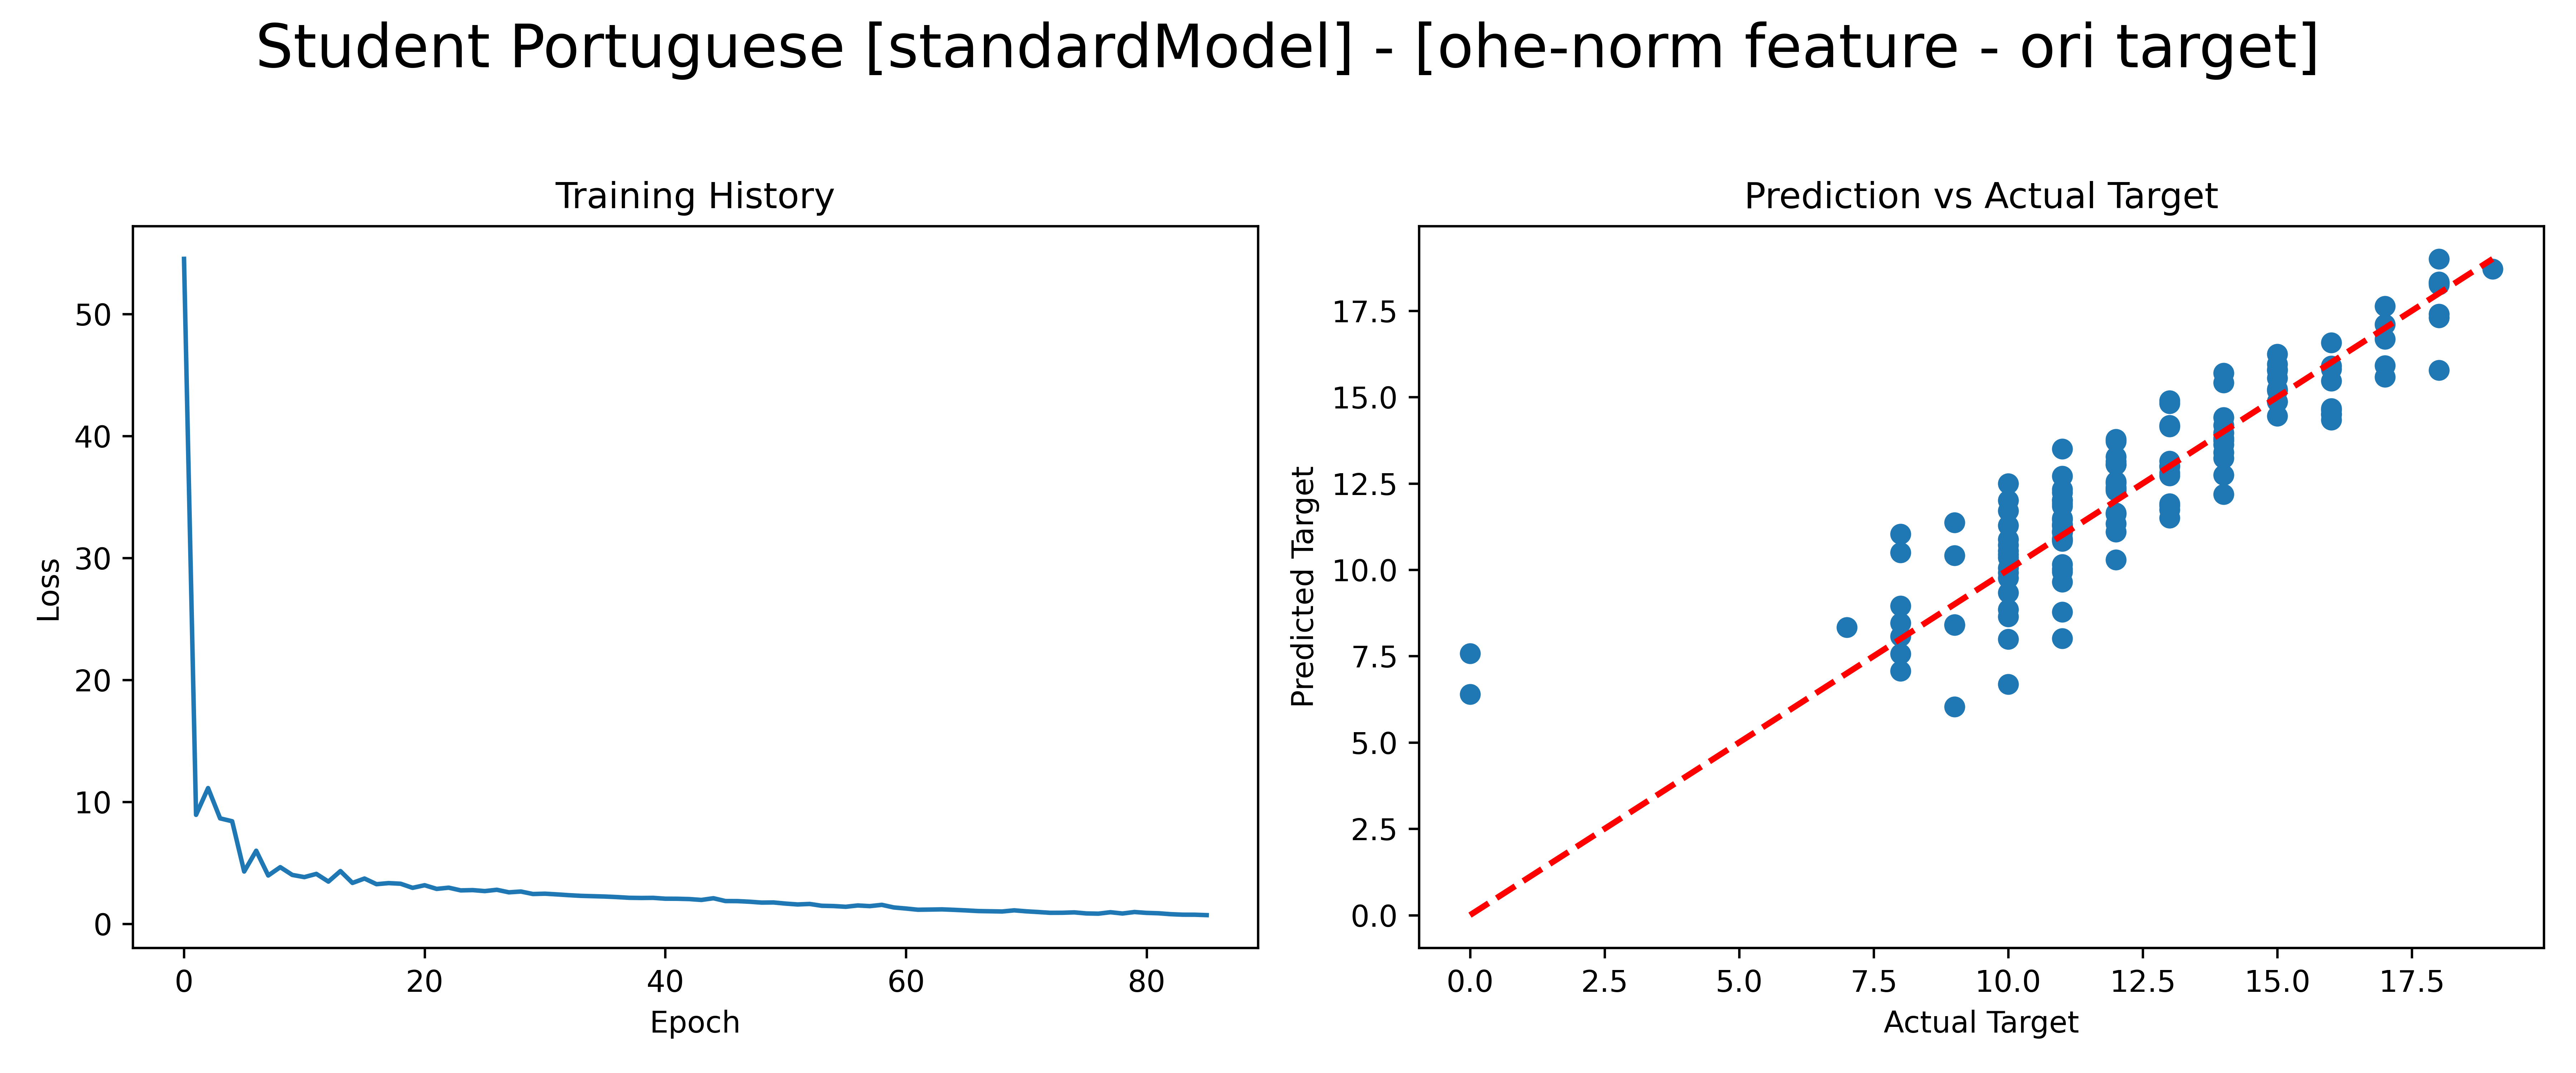 Student Portuguese [standardModel] - [ohe-norm feature - ori target]
Training History
50
40
30
20
10
0
Loss
0 20 40 60 80
Epoch
Prediction vs Actual Target
17.5
15.0
12.5
10.0
7.5
5.0
2.5
0.0
Predicted Target
0.0 2.5 5.0 7.5 10.0 12.5 15.0 17.5
Actual Target